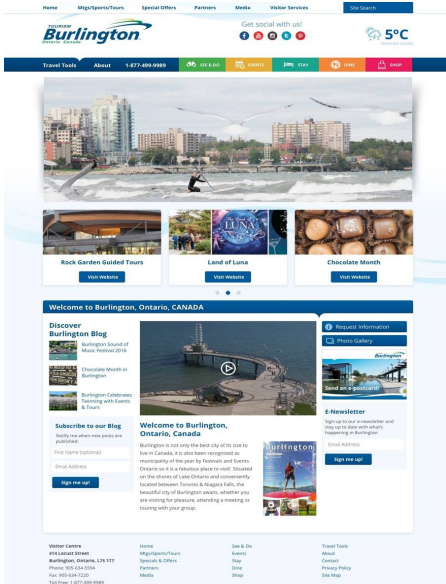 Home Mtgs/Sports/Tours Special Offers Partners Media Visitor Services Site Search
TOURISM
Burlington
Ontario Canada
Get social with us!
5°C
Travel Tools About 1-877-499-9989 SEE & DO EVENTS STAY DINE SHOP
Rock Garden Guided Tours
Visit Website
The Land of
LUNA
Land of Luna
Visit Website
Chocolate Month
Visit Website
Welcome to Burlington, Ontario, CANADA
Discover
Burlington Blog
Burlington Sound of
Music Festival 2016
Chocolate Month in
Burlington
Burlington Celebrates
Twinning with Events
& Tours
Subscribe to our Blog
Notify me when new posts are
published:
First Name (optional)
Email Address
Sign me up!
Welcome to Burlington,
Ontario, Canada
Burlington is not only the best city of its size to
live in Canada, it is also been recognised as
municipality of the year by Festivals and Events
Ontario so it is a fabulous place to visit! Situated
on the shores of Lake Ontario and conveniently
located between Toronto & Niagara Falls, the
beautiful city of Burlington awaits, whether you
are visiting for pleasure, attending a meeting or
touring with your group.
Burlington
Request Information
Photo Gallery
Burlington
Send an e-postcard!
E-Newsletter
Sign-up to our e-newsletter and
stay up to date with what's
happening in Burlington
Email Address
Sign me up!
Visitor Centre
414 Locust Street
Burlington, Ontario, L7S 1T7
Phone: 905-634-5594
Fax: 905-634-7220
Toll Free: 1-877-499-9989
Home
Mtgs/Sports/Tours
Specials & Offers
Partners
Media
See & Do
Events
Stay
Dine
Shop
Travel Tools
About
Contact
Privacy Policy
Site Map